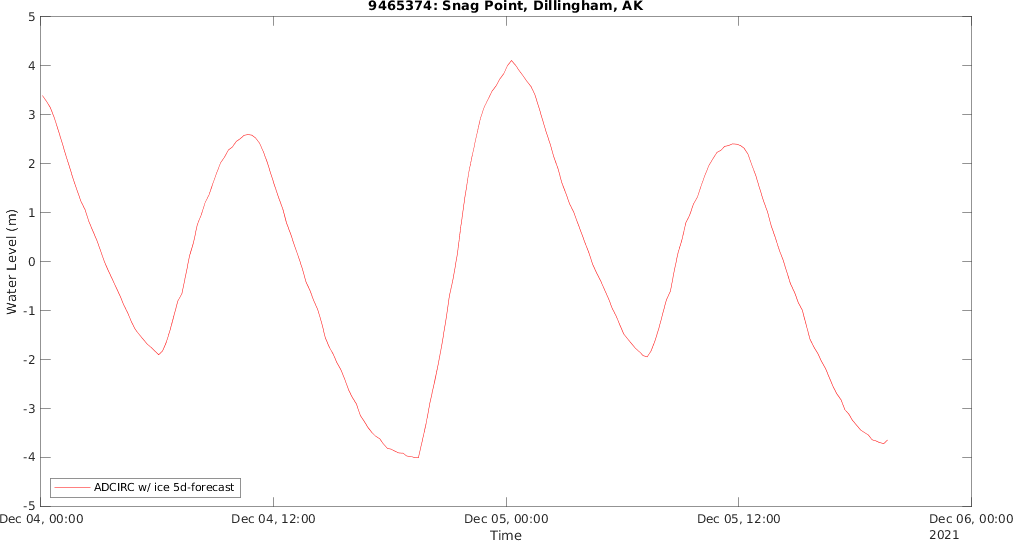 9465374: Snag Point, Dillingham, AK
5
4
3
2
1
0
-1
-2
-3
-4
-5
Water Level (m)
ADCIRC w/ ice 5d-forecast
Dec 04, 00:00 Dec 04, 12:00 Dec 05, 00:00 Dec 05, 12:00 Dec 06, 00:00
Time
2021